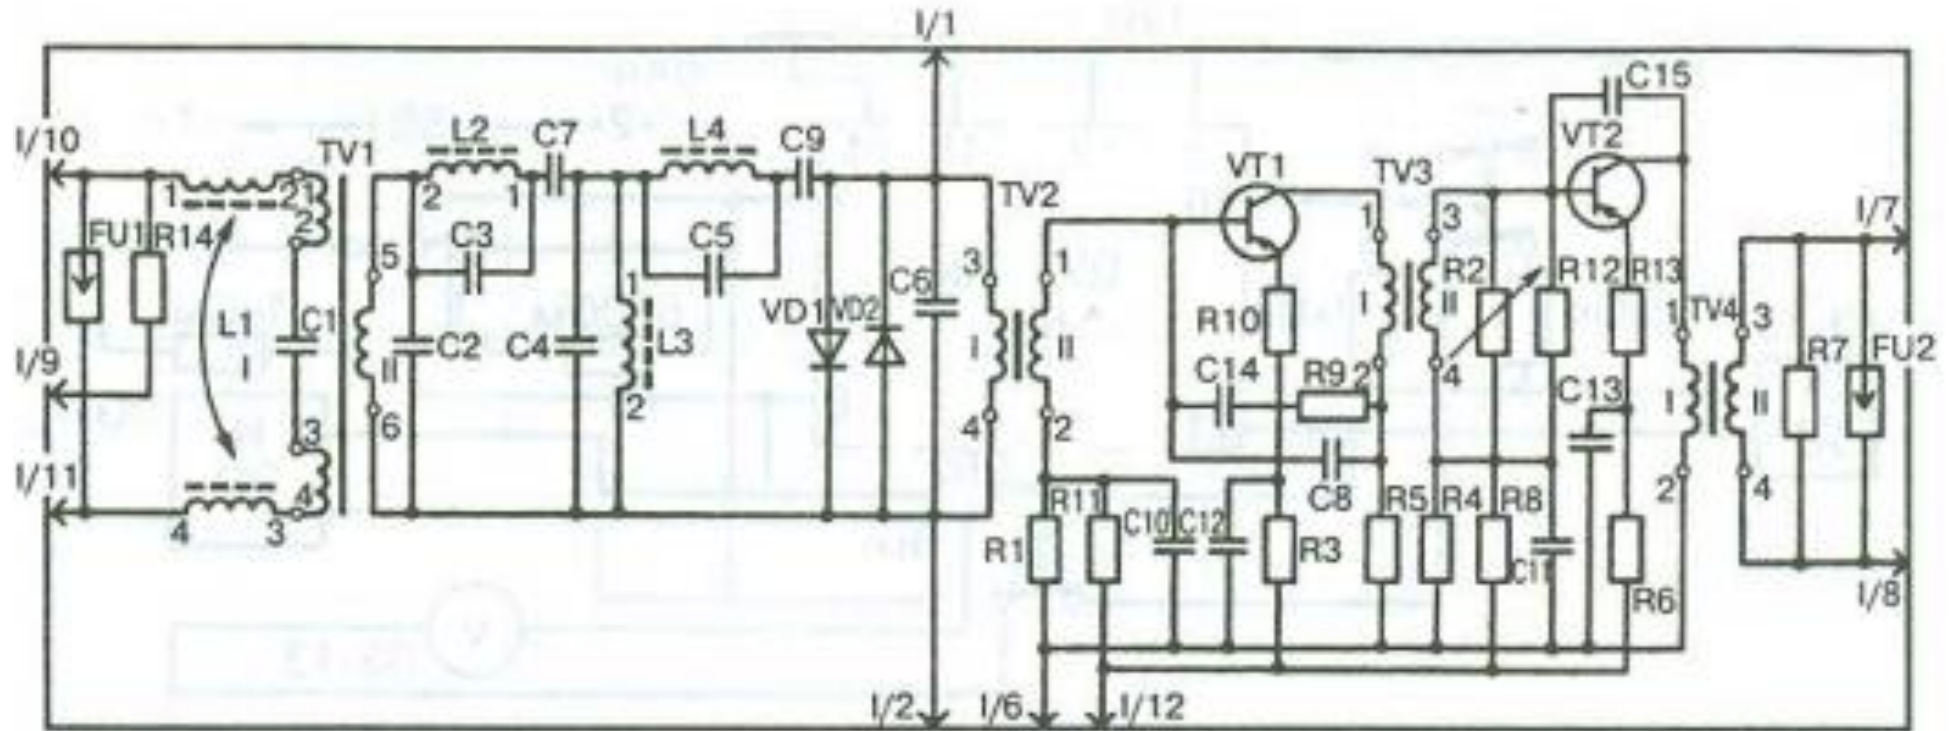 I/1
C15
I/10
L2
C7
L4
C9
VT2
TV1
VT1
TV3
1
2
1
2
1
TV2
1
3
I/7
2
FU1
R14
C3
C5
5
3
1
C6
R2
R12
R13
1
TV4
3
L1
I
C1
II
C2
C4
1
L3
VD1
VD2
I
II
R10
I
II
R7
FU2
I/9
C14
R9
2
4
C13
I
II
6
2
4
2
I/11
3
C8
2
4
4
3
4
R11
R1
C10
C12
R3
R5
R4
R8
C11
R6
I/8
I/2
I/6
I/12